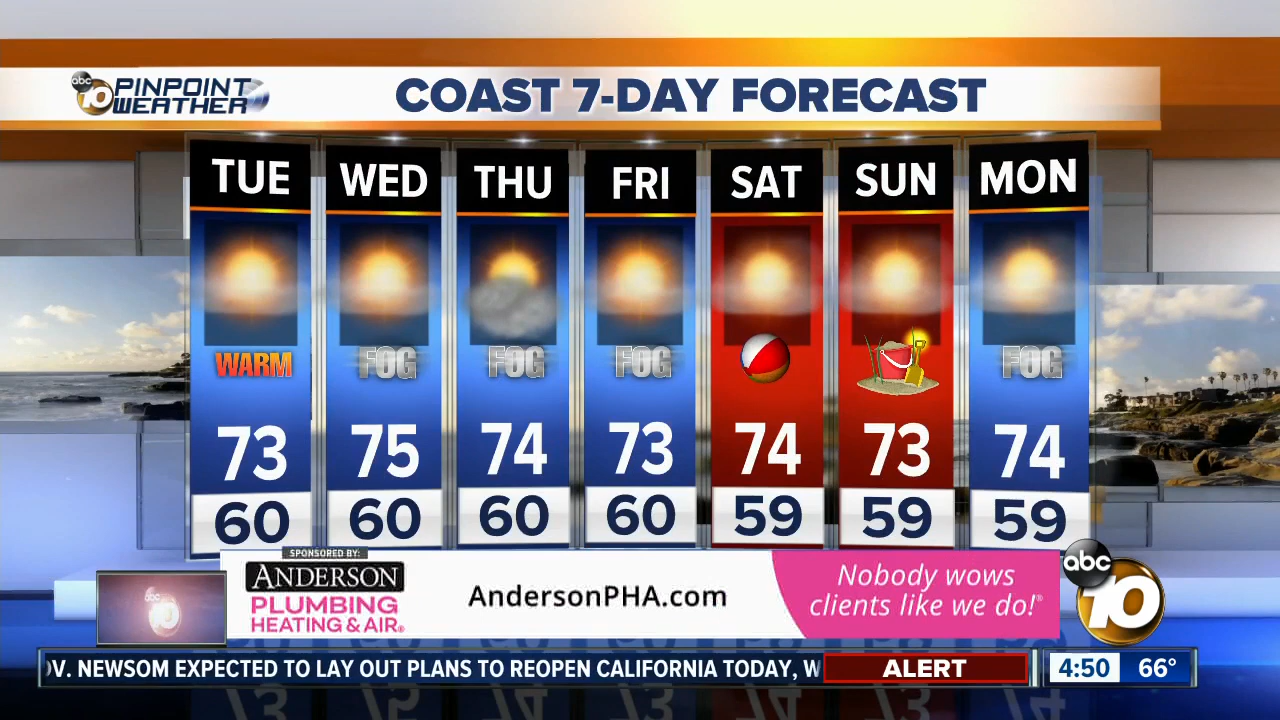 abc 10 PINPOINT WEATHER
COAST 7-DAY FORECAST
TUE WED THU FRI SAT SUN MON
WARM FOG FOG FOG FOG
73 75 74 73 74 73 74
60 60 60 60 59 59 59
SPONSORED BY:
ANDERSON
PLUMBING
HEATING & AIR®
AndersonPHA.com
Nobody wows
clients like we do!®
abc 10
abc 10
OV. NEWSOM EXPECTED TO LAY OUT PLANS TO REOPEN CALIFORNIA TODAY, W
ALERT
4:50 66°